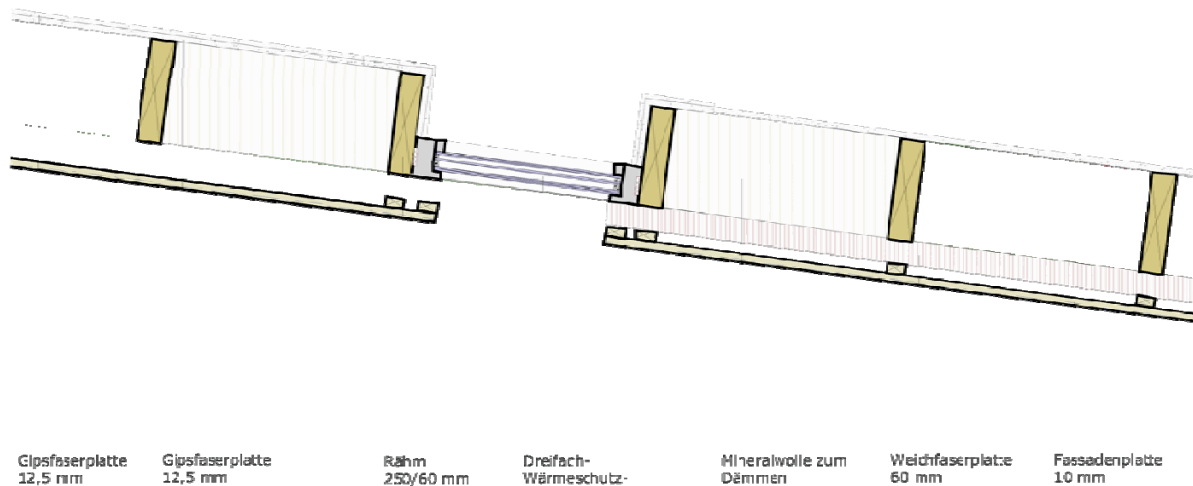 Gipsfaserplatte
12,5 mm
Gipsfaserplatte
12,5 mm
Rähm
250/60 mm
Dreifach-
Wärmeschutz-
Mineralwolle zum
Dämmen
Weichfaserplatte
60 mm
Fassadenplatte
10 mm